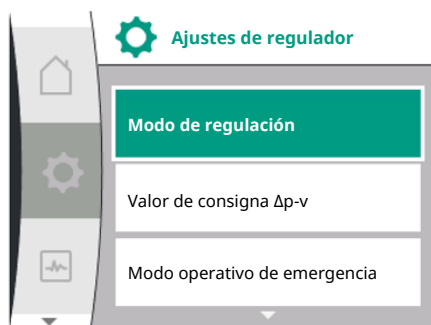 Ajustes de regulador
Modo de regulación
Valor de consigna Δp-v
Modo operativo de emergencia